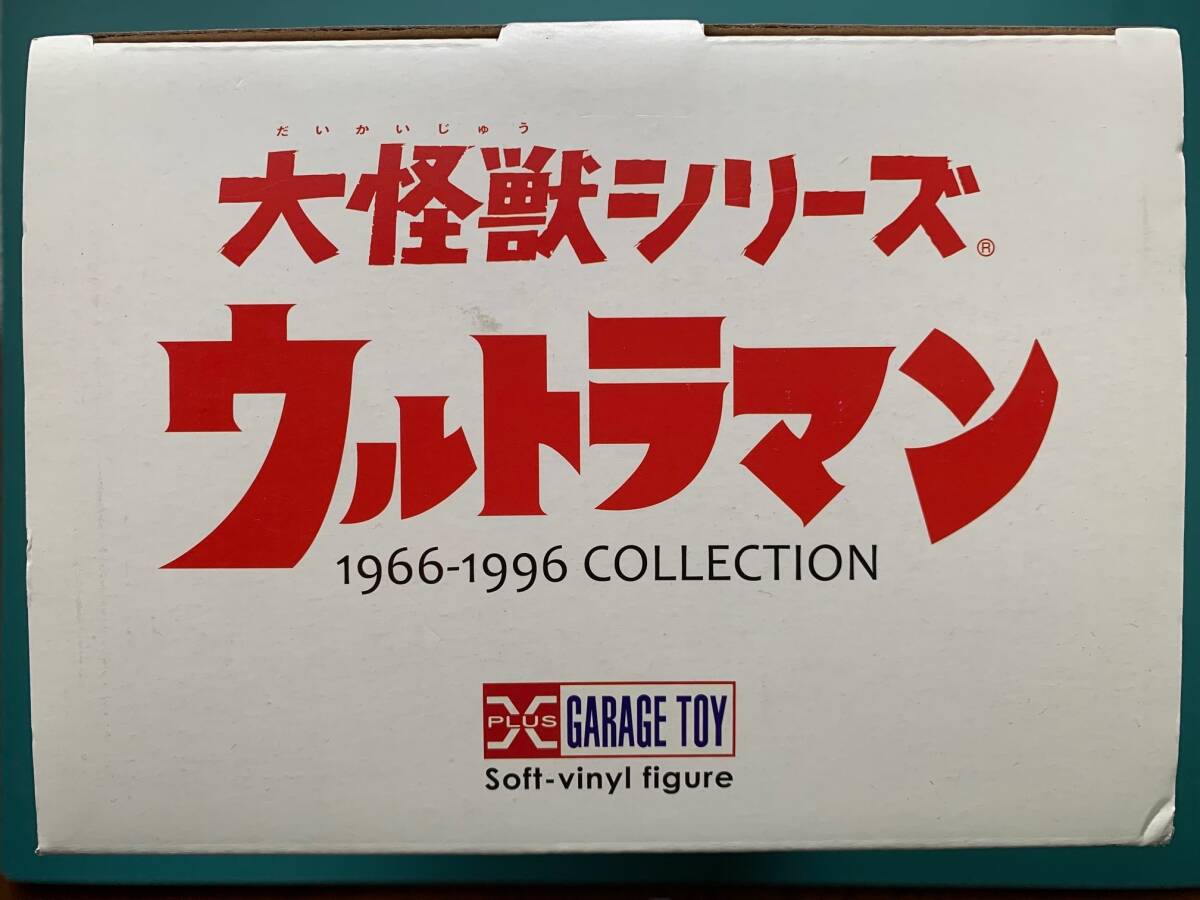 だいかいじゅう
大怪獣シリーズ®
ウルトラマン
1966-1996 COLLECTION
X PLUS GARAGE TOY
Soft-vinyl figure